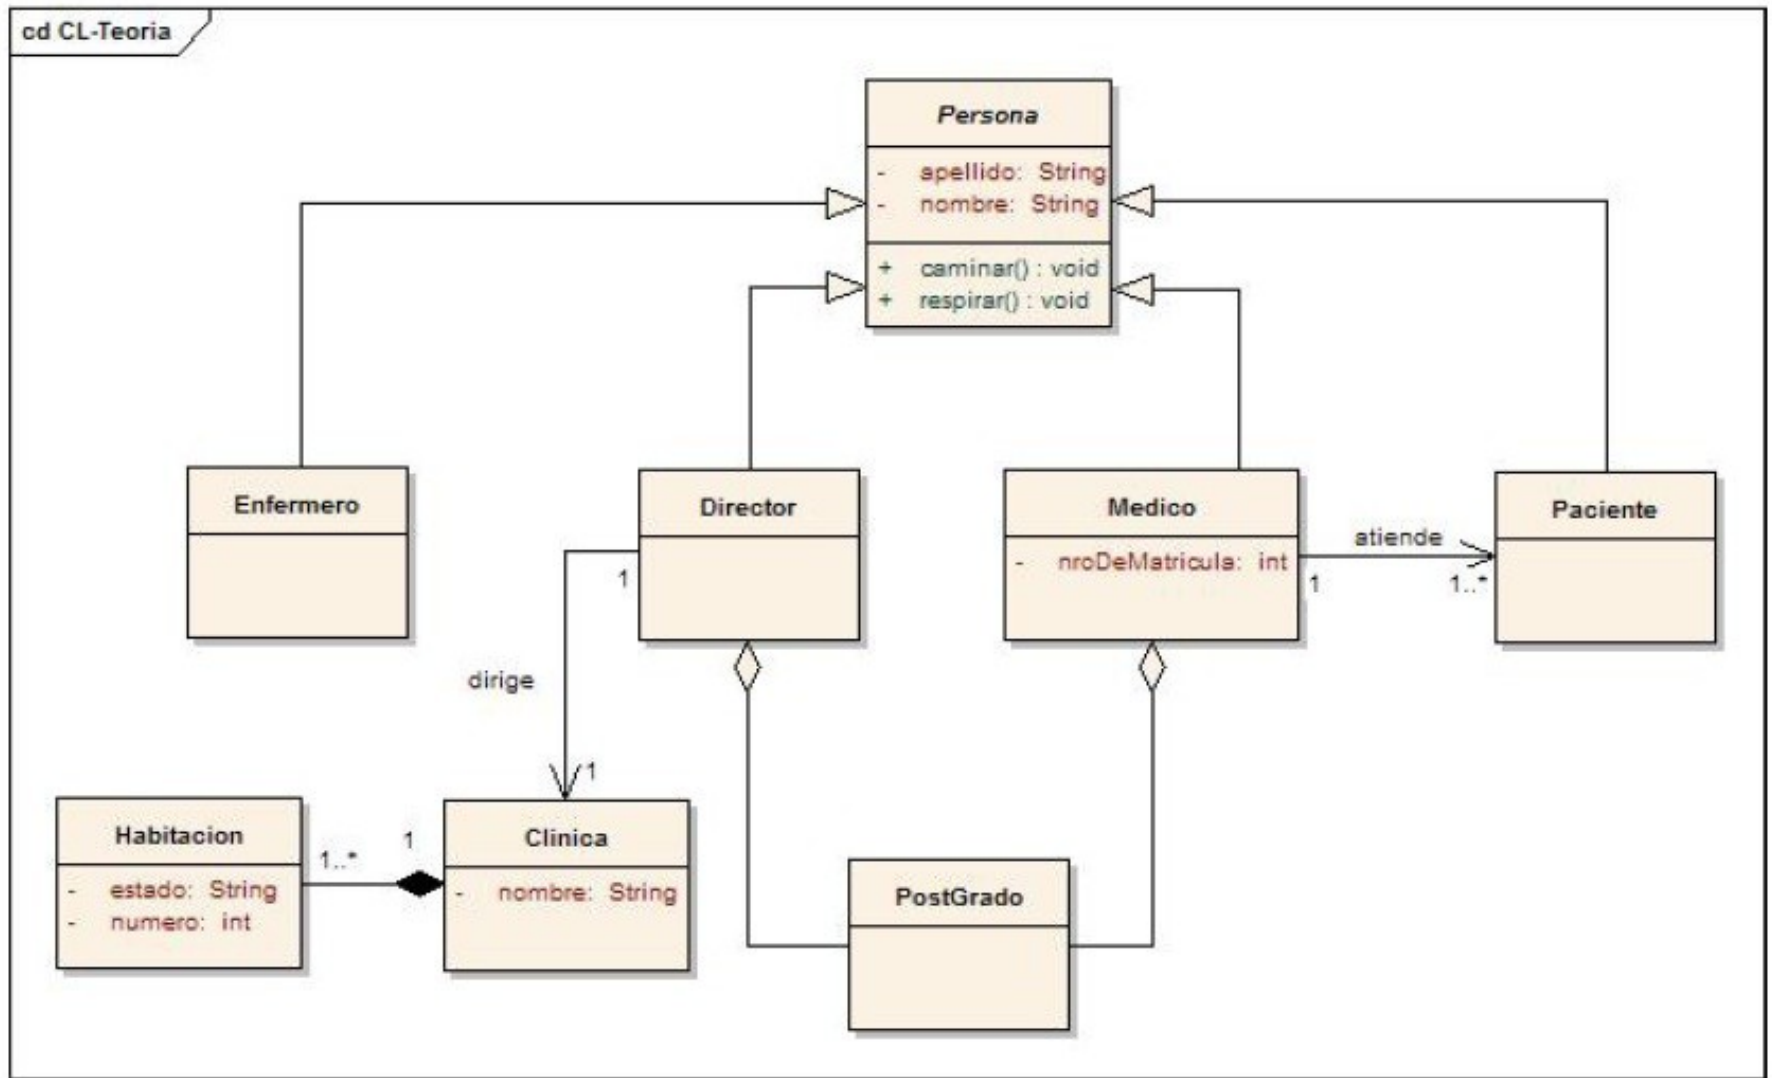 cd CL-Teoria
Persona
- apellido: String
- nombre: String
+ caminar() : void
+ respirar() : void
Enfermero
Director
Medico
- nroDeMatricula: int
Paciente
atiende
1
1..*
1
dirige
1
Habitacion
- estado: String
- numero: int
1..*
1
Clinica
- nombre: String
PostGrado